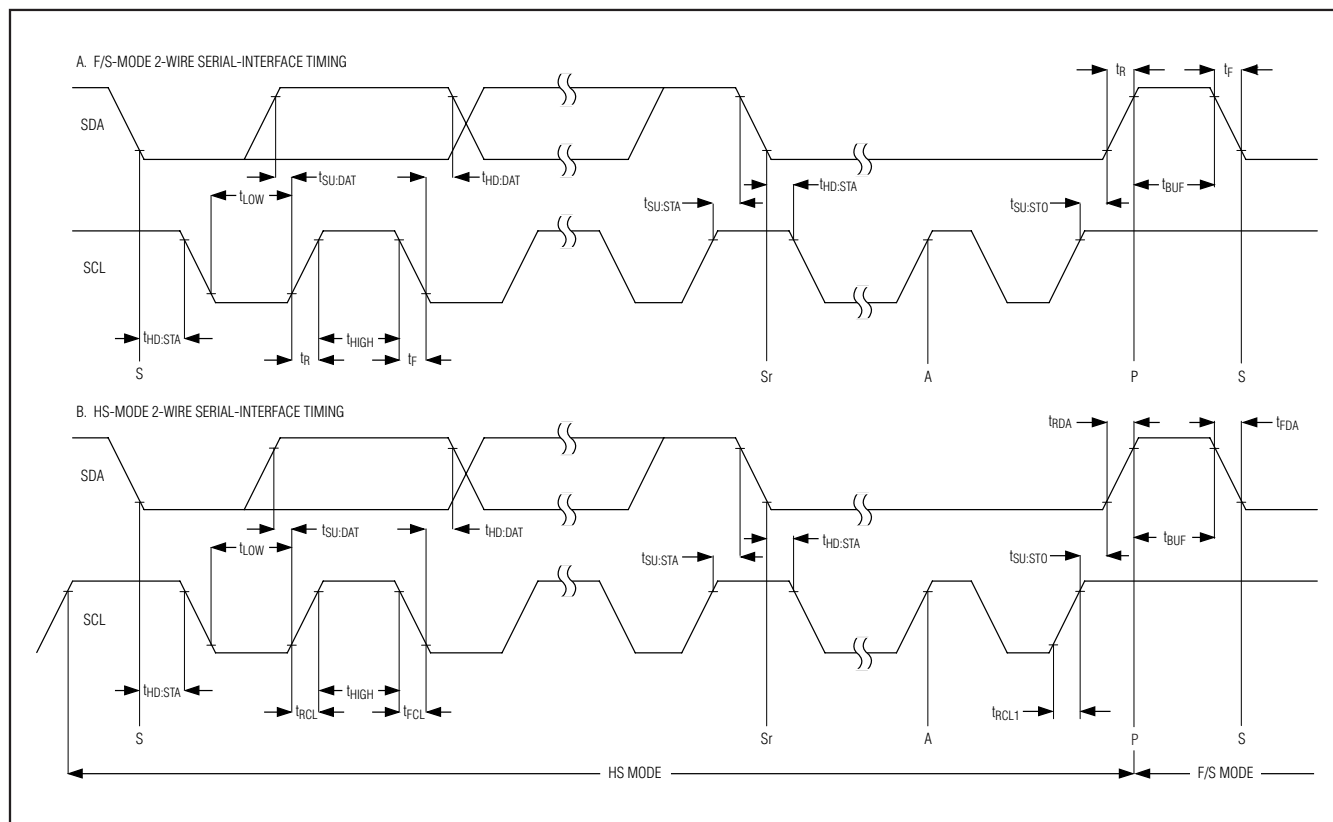 A. F/S-MODE 2-WIRE SERIAL-INTERFACE TIMING
tR
tF
SDA
tSU:DAT
tHD:DAT
tHD:STA
tLOW
tBUF
tSU:STA
tSU:STO
SCL
tHD:STA
tHIGH
tR
tF
S
Sr
A
P
S
B. HS-MODE 2-WIRE SERIAL-INTERFACE TIMING
tRDA
tFDA
SDA
tSU:DAT
tHD:DAT
tHD:STA
tLOW
tBUF
tSU:STA
tSU:STO
SCL
tHD:STA
tHIGH
tRCL
tFCL
tRCL1
S
Sr
A
P
S
HS MODE
F/S MODE